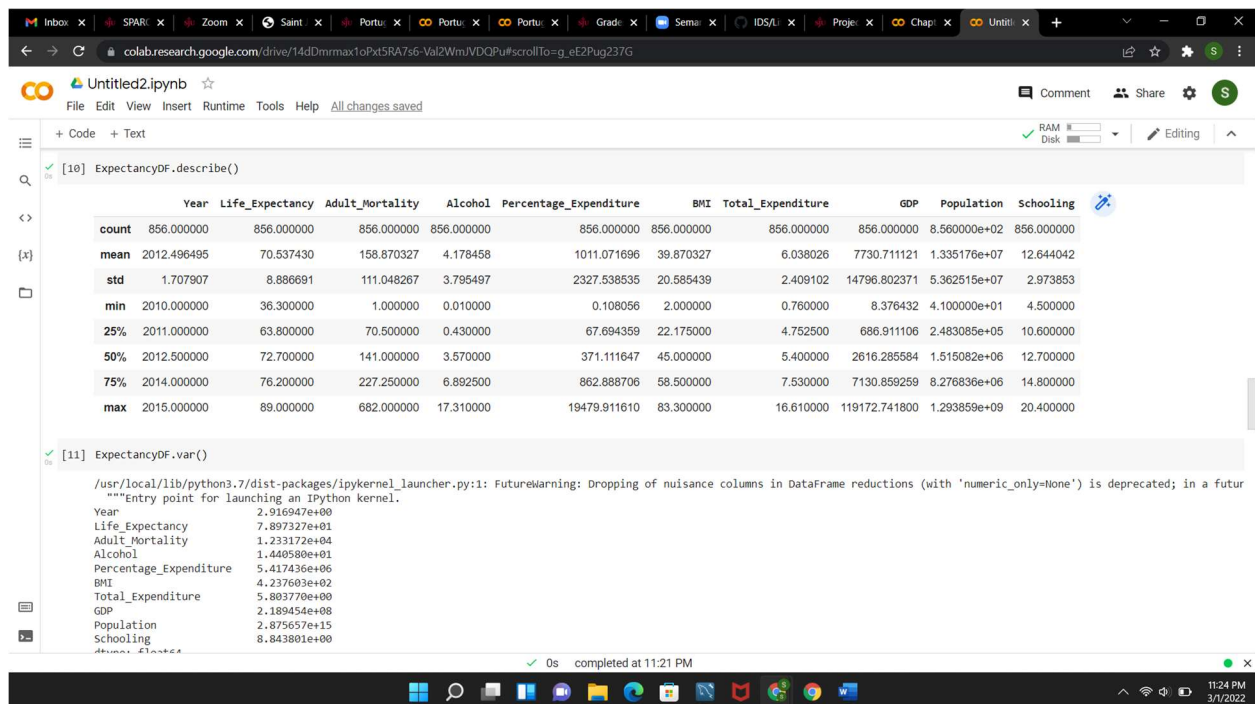 Inbox SPARC Zoom Saint Portug Portug Portug Grade Semar IDS/Li Projec Chapt Untitl
colab.research.google.com/drive/14dDmrmax1oPxt5RA7s6-Val2WmJVDQPu#scrollTo=g_eE2Pug237G
CO Untitled2.ipynb
File Edit View Insert Runtime Tools Help All changes saved
Comment Share S
+ Code + Text
RAM
Disk
Editing
[10] ExpectancyDF.describe()
0s
Year Life_Expectancy Adult_Mortality Alcohol Percentage_Expenditure BMI Total_Expenditure GDP Population Schooling
count 856.000000 856.000000 856.000000 856.000000 856.000000 856.000000 856.000000 856.000000 8.560000e+02 856.000000
mean 2012.496495 70.537430 158.870327 4.178458 1011.071696 39.870327 6.038026 7730.711121 1.335176e+07 12.644042
std 1.707907 8.886691 111.048267 3.795497 2327.538535 20.585439 2.409102 14796.802371 5.362515e+07 2.973853
min 2010.000000 36.300000 1.000000 0.010000 0.108056 2.000000 0.760000 8.376432 4.100000e+01 4.500000
25% 2011.000000 63.800000 70.500000 0.430000 67.694359 22.175000 4.752500 686.911106 2.483085e+05 10.600000
50% 2012.500000 72.700000 141.000000 3.570000 371.111647 45.000000 5.400000 2616.285584 1.515082e+06 12.700000
75% 2014.000000 76.200000 227.250000 6.892500 862.888706 58.500000 7.530000 7130.859259 8.276836e+06 14.800000
max 2015.000000 89.000000 682.000000 17.310000 19479.911610 83.300000 16.610000 119172.741800 1.293859e+09 20.400000
[11] ExpectancyDF.var()
0s
/usr/local/lib/python3.7/dist-packages/ipykernel_launcher.py:1: FutureWarning: Dropping of nuisance columns in DataFrame reductions (with 'numeric_only=None') is deprecated; in a futur
"""Entry point for launching an IPython kernel.
Year 2.916947e+00
Life_Expectancy 7.897327e+01
Adult_Mortality 1.233172e+04
Alcohol 1.440580e+01
Percentage_Expenditure 5.417436e+06
BMI 4.237603e+02
Total_Expenditure 5.803770e+00
GDP 2.189454e+08
Population 2.875657e+15
Schooling 8.843801e+00
dtype: float64
0s completed at 11:21 PM
11:24 PM
3/1/2022